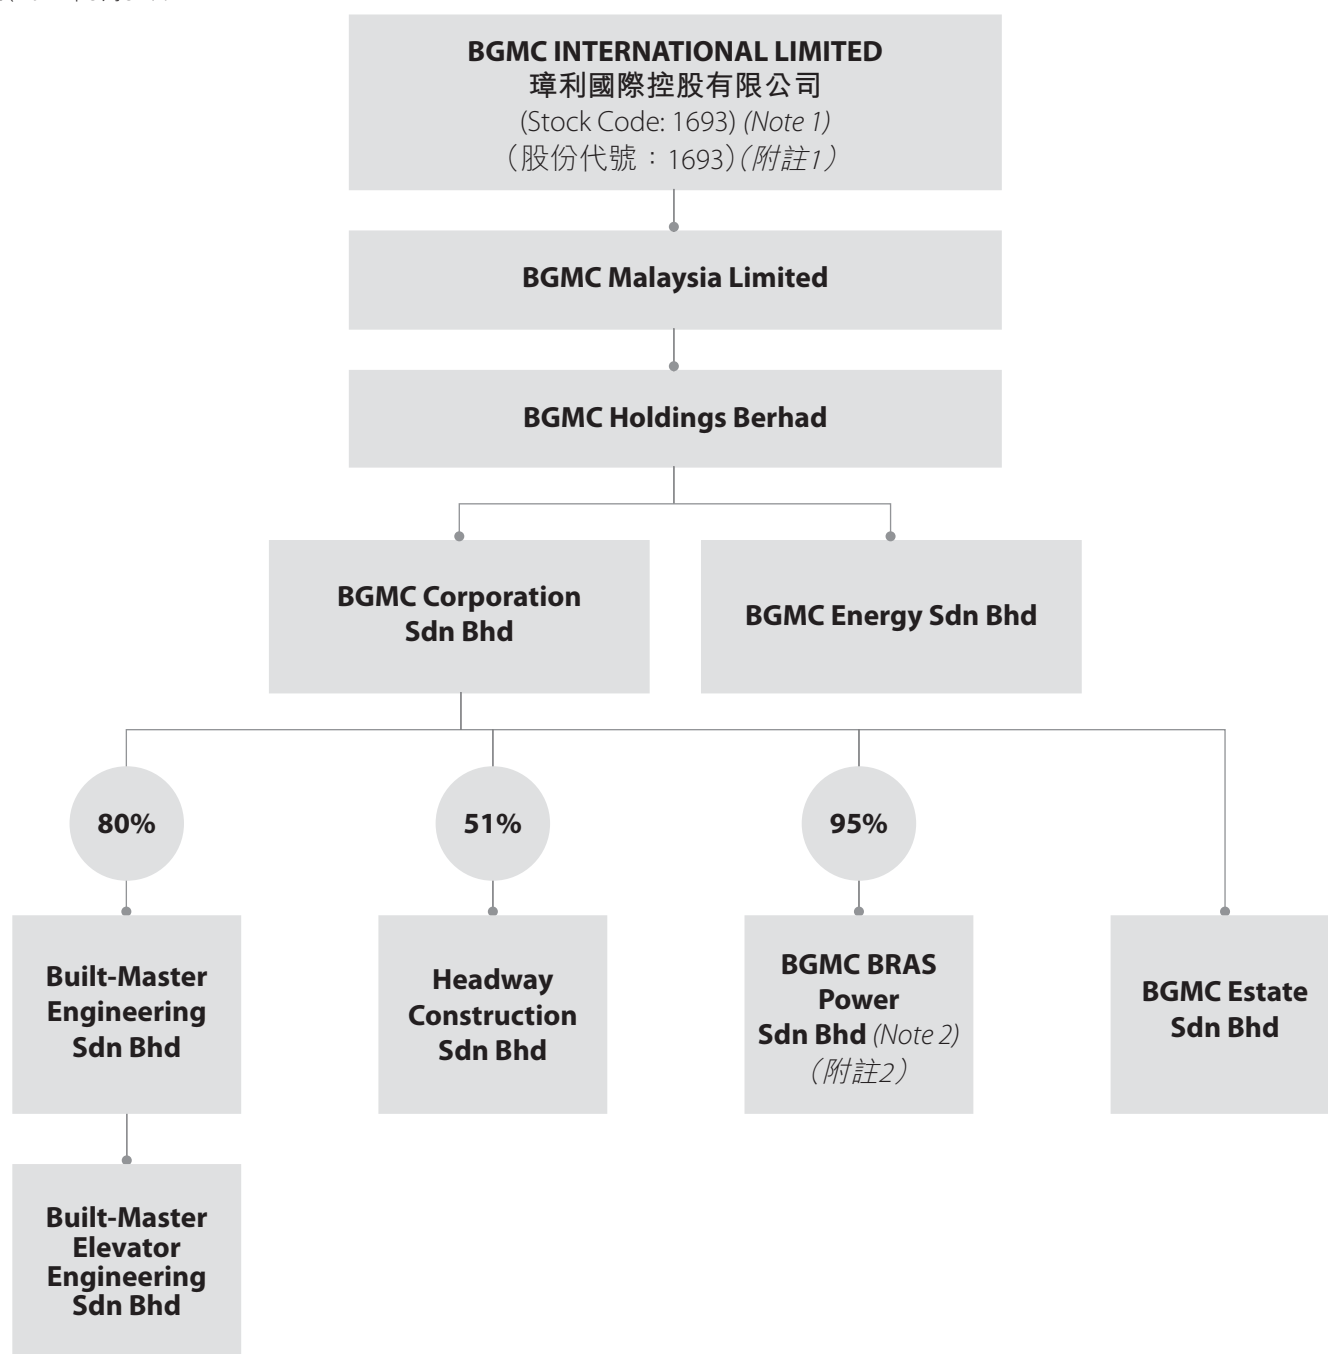 BGMC INTERNATIONAL LIMITED
璋利國際控股有限公司
(Stock Code: 1693) (Note 1)
（股份代號：1693）（附註1）
BGMC Malaysia Limited
BGMC Holdings Berhad
BGMC Corporation
Sdn Bhd
BGMC Energy Sdn Bhd
80%
51%
95%
Built-Master
Engineering
Sdn Bhd
Headway
Construction
Sdn Bhd
BGMC BRAS
Power
Sdn Bhd (Note 2)
（附註2）
BGMC Estate
Sdn Bhd
Built-Master
Elevator
Engineering
Sdn Bhd